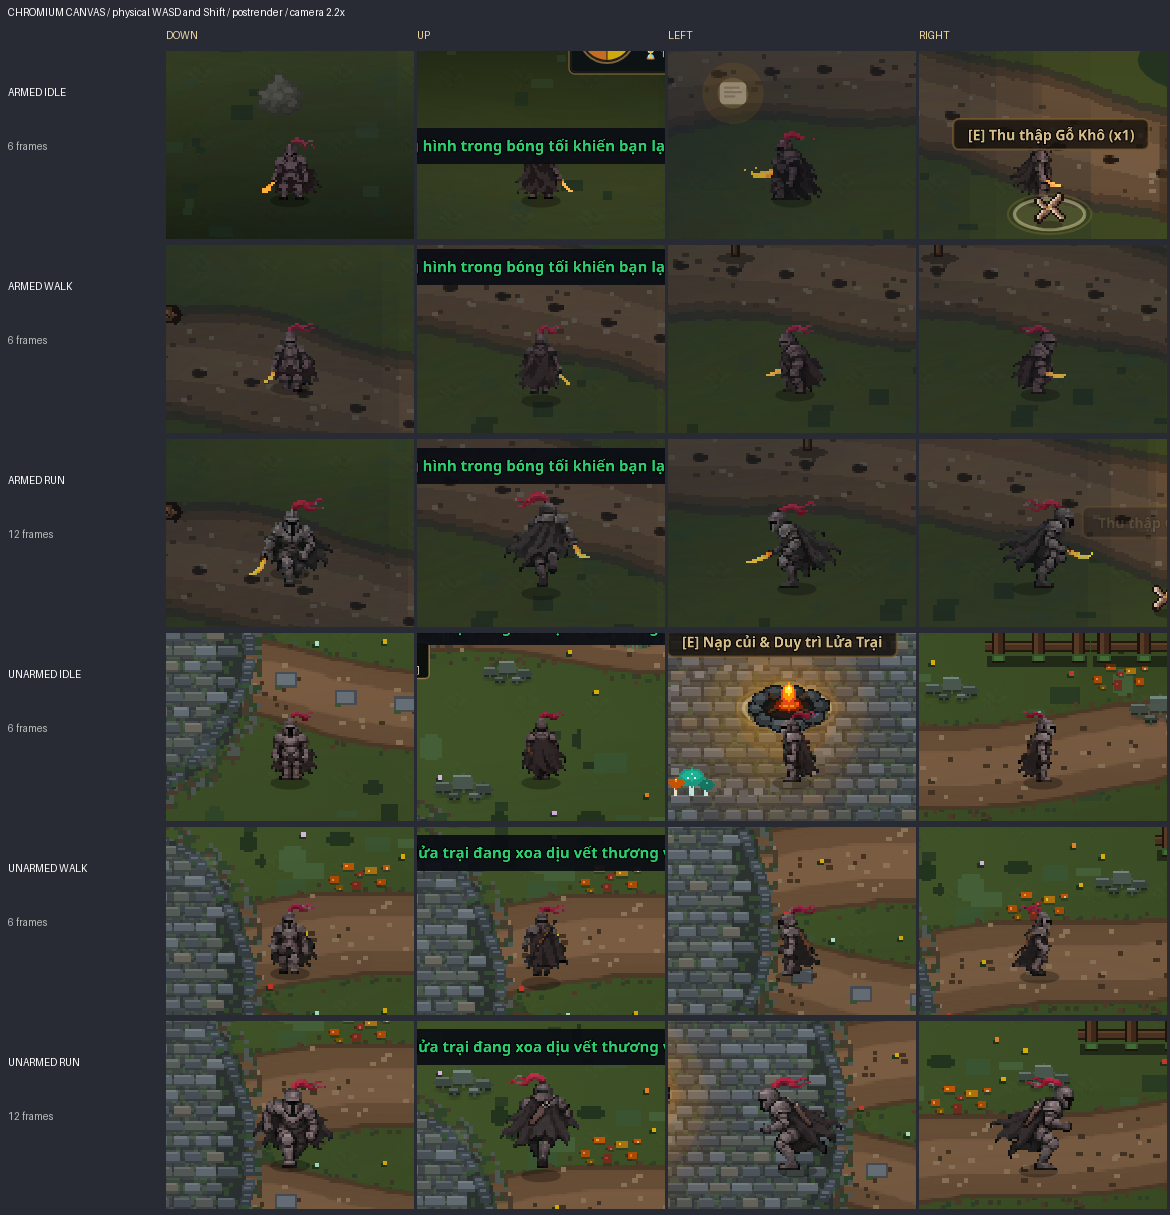 CHROMIUM CANVAS / physical WASD and Shift / postrender / camera 2.2x
DOWN UP LEFT RIGHT
ARMED IDLE
6 frames
hình trong bóng tối khiến bạn lạ
[E] Thu thập Gỗ Khô (x1)
ARMED WALK
6 frames
hình trong bóng tối khiến bạn lạ
ARMED RUN
12 frames
hình trong bóng tối khiến bạn lạ
Thu thập
UNARMED IDLE
6 frames
[E] Nạp củi & Duy trì Lửa Trại
UNARMED WALK
6 frames
ửa trại đang xoa dịu vết thương
UNARMED RUN
12 frames
ửa trại đang xoa dịu vết thương